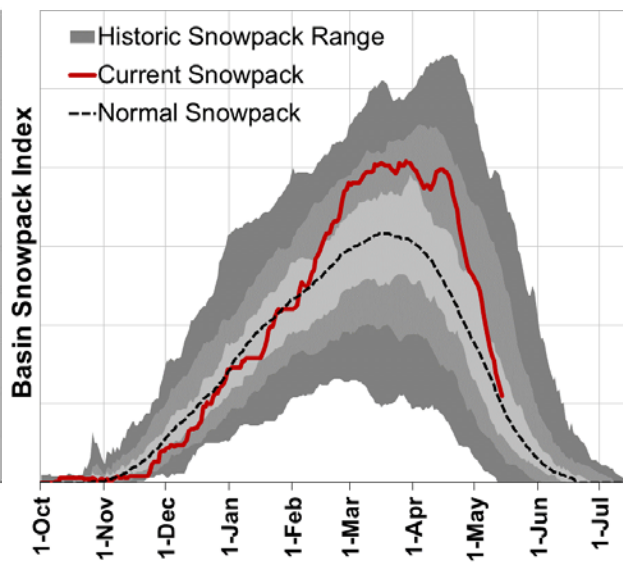 Historic Snowpack Range
Current Snowpack
Normal Snowpack
Basin Snowpack Index
1-Oct
1-Nov
1-Dec
1-Jan
1-Feb
1-Mar
1-Apr
1-May
1-Jun
1-Jul